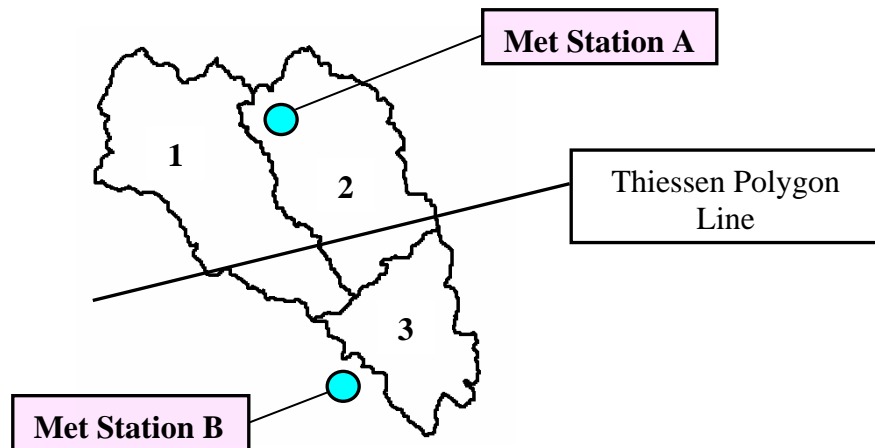 Met Station A
1
2
Thiessen Polygon
Line
3
Met Station B